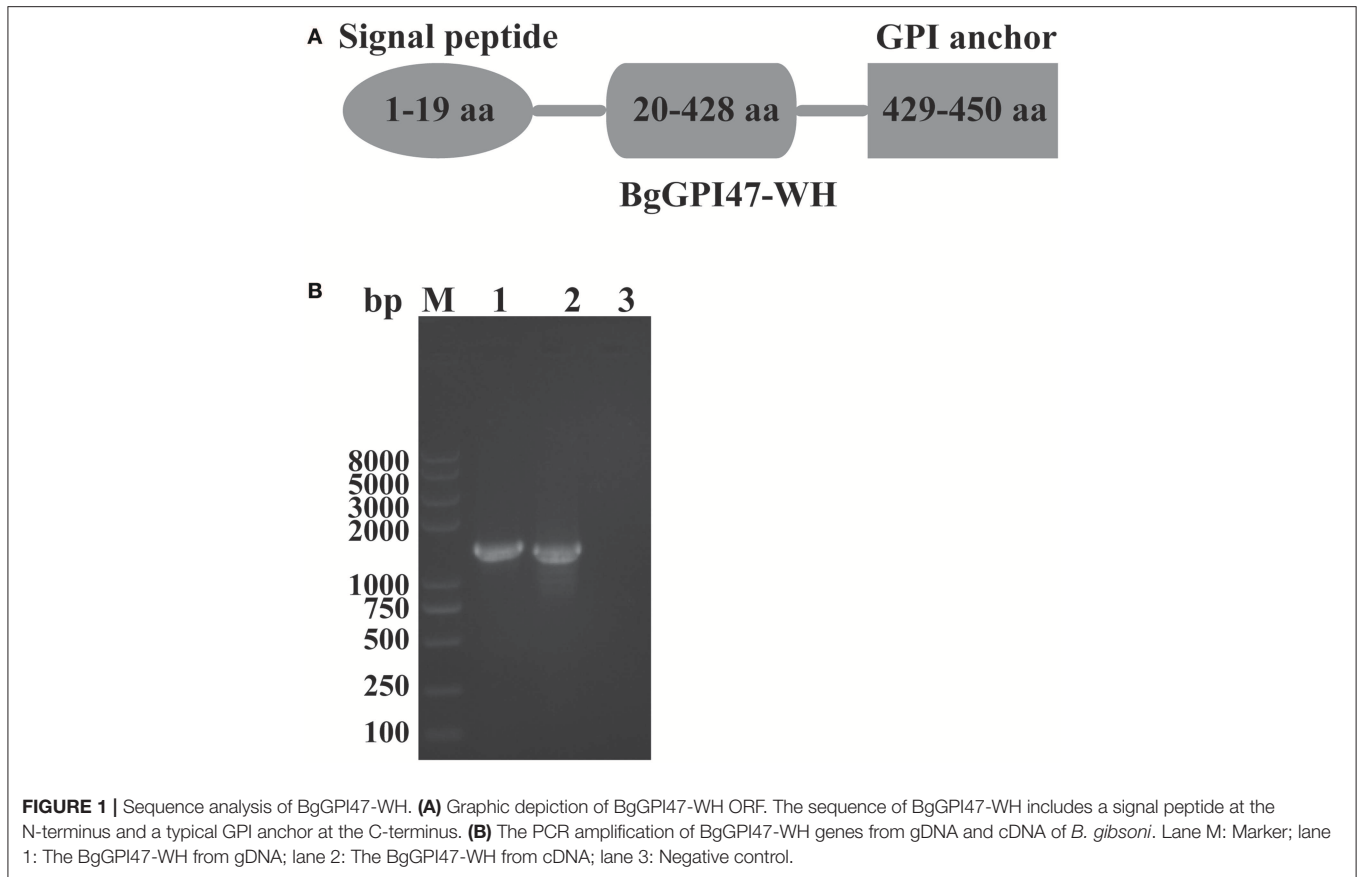 A Signal peptide GPI anchor
1-19 aa 20-428 aa 429-450 aa
BgGPI47-WH
B bp M 1 2 3
8000
5000
3000
2000
1000
750
500
250
100
FIGURE 1 | Sequence analysis of BgGPI47-WH. (A) Graphic depiction of BgGPI47-WH ORF. The sequence of BgGPI47-WH includes a signal peptide at the
N-terminus and a typical GPI anchor at the C-terminus. (B) The PCR amplification of BgGPI47-WH genes from gDNA and cDNA of B. gibsoni. Lane M: Marker; lane
1: The BgGPI47-WH from gDNA; lane 2: The BgGPI47-WH from cDNA; lane 3: Negative control.